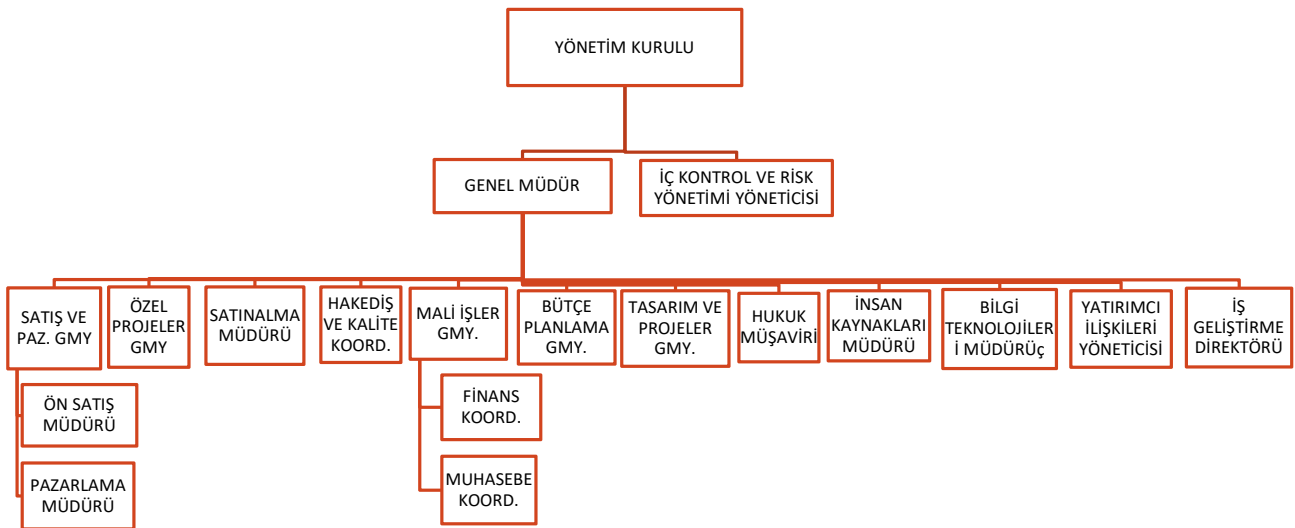 YÖNETİM KURULU
GENEL MÜDÜR
İÇ KONTROL VE RİSK
YÖNETİMİ YÖNETİCİSİ
SATIŞ VE
PAZ. GMY
ÖZEL
PROJELER
GMY
SATINALMA
MÜDÜRÜ
HAKEDİŞ
VE KALİTE
KOORD.
MALİ İŞLER
GMY.
BÜTÇE
PLANLAMA
GMY.
TASARIM VE
PROJELER
GMY.
HUKUK
MÜŞAVİRİ
İNSAN
KAYNAKLARI
MÜDÜRÜ
BİLGİ
TEKNOLOJİLER
İ MÜDÜRÜç
YATIRIMCI
İLİŞKİLERİ
YÖNETİCİSİ
İŞ
GELİŞTİRME
DİREKTÖRÜ
ÖN SATIŞ
MÜDÜRÜ
PAZARLAMA
MÜDÜRÜ
FİNANS
KOORD.
MUHASEBE
KOORD.